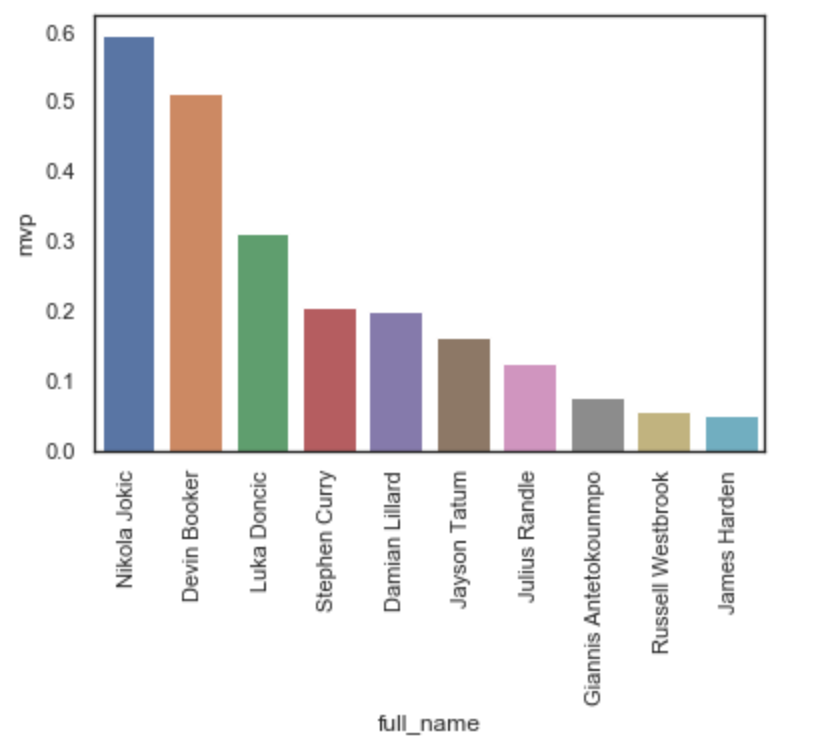 0.6
0.5
0.4
0.3
0.2
0.1
0.0
mvp
Nikola Jokic
Devin Booker
Luka Doncic
Stephen Curry
Damian Lillard
Jayson Tatum
Julius Randle
Giannis Antetokounmpo
Russell Westbrook
James Harden
full_name